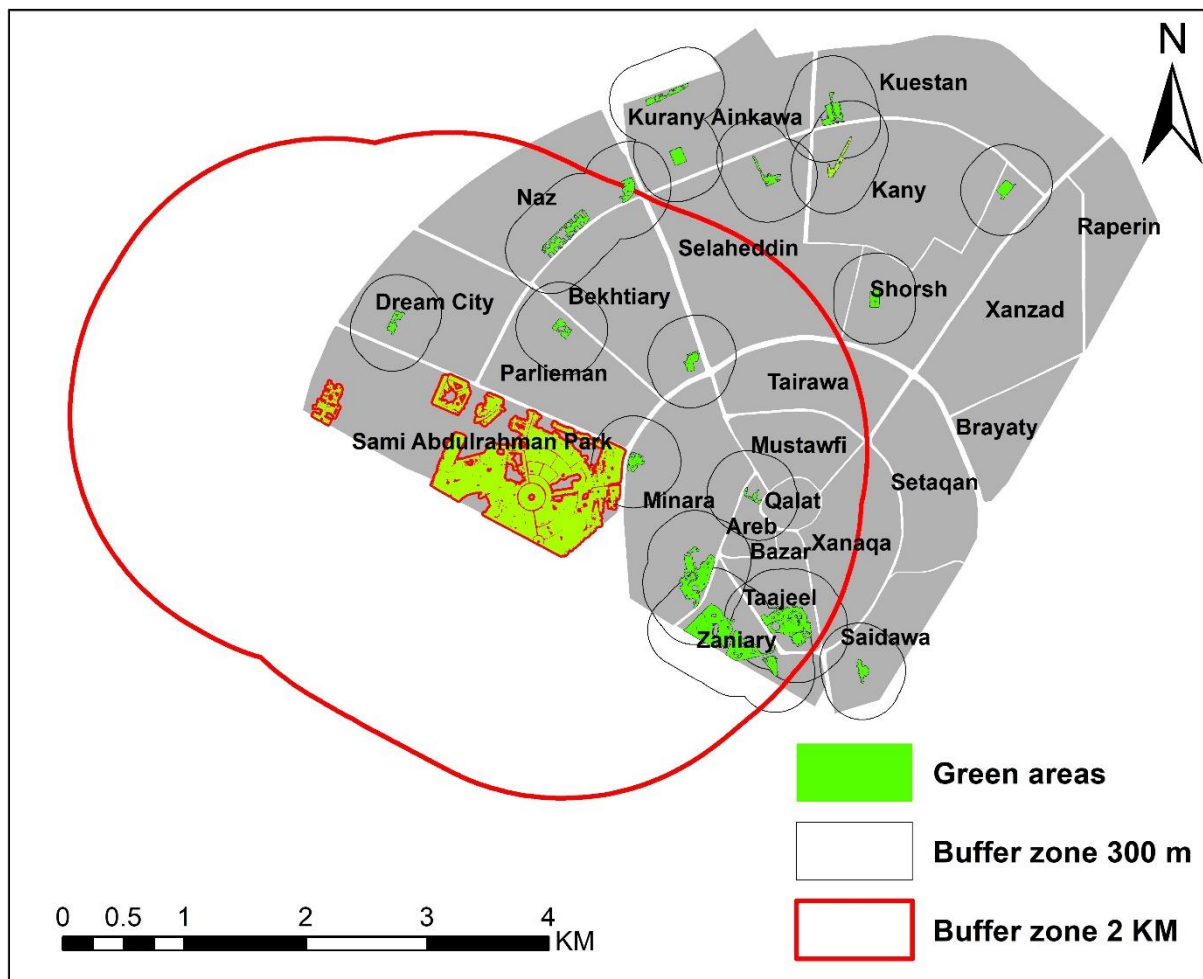 N
Kuestan
Kurany Ainkawa
Kany
Naz
Raperin
Selaheddin
Shorsh
Dream City
Bekhtiary
Xanzad
Parlieman
Tairawa
Brayaty
Sami Abdulrahman Park
Mustawfi
Setaqan
Minara
Qalat
Areb
Bazar
Xanaqa
Taajeel
Zaniary
Saidawa
Green areas
Buffer zone 300 m
Buffer zone 2 KM
0 0.5 1 2 3 4
KM